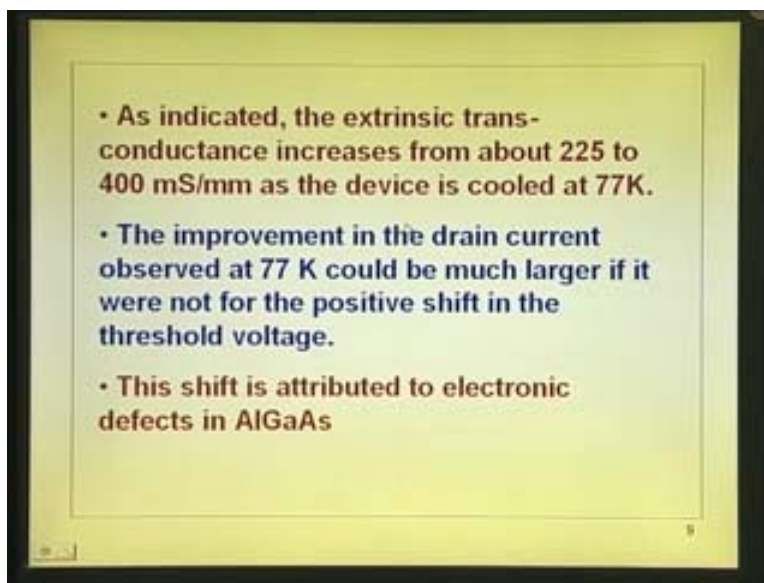 • As indicated, the extrinsic trans-
conductance increases from about 225 to
400 mS/mm as the device is cooled at 77K.
• The improvement in the drain current
observed at 77 K could be much larger if it
were not for the positive shift in the
threshold voltage.
• This shift is attributed to electronic
defects in AlGaAs